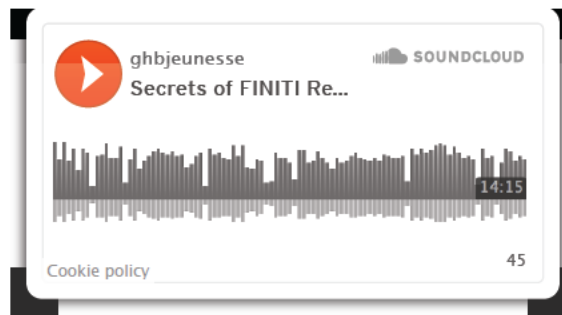 ghbjeunesse
SOUNDCLOUD
Secrets of FINITI Re...
14:15
45
Cookie policy